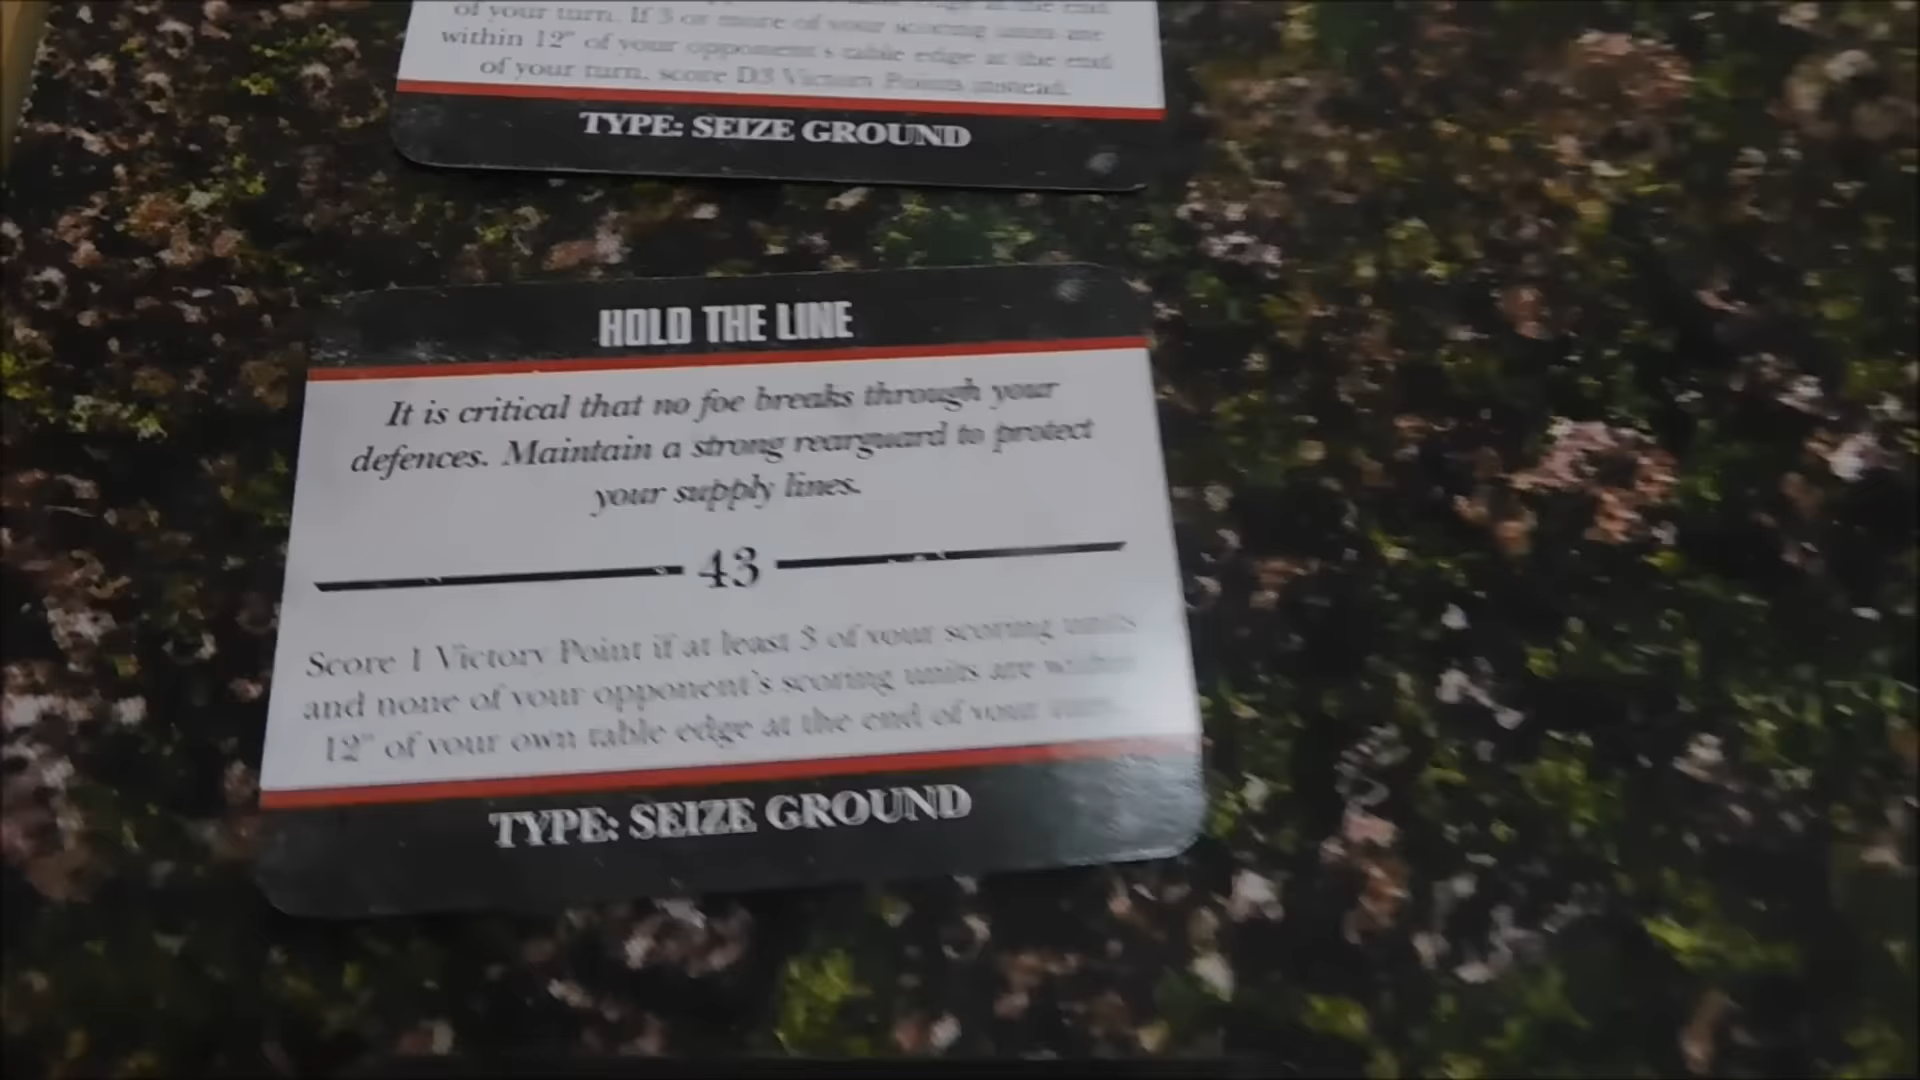 of your turn. If 3 or more of your scoring units are
within 12" of your opponent's table edge at the end
of your turn, score D3 Victory Points instead.
TYPE: SEIZE GROUND
HOLD THE LINE
It is critical that no foe breaks through your
defences. Maintain a strong rearguard to protect
your supply lines.
43
Score 1 Victory Point if at least 3 of your scoring units
and none of your opponent's scoring units are within
12" of your own table edge at the end of your turn.
TYPE: SEIZE GROUND